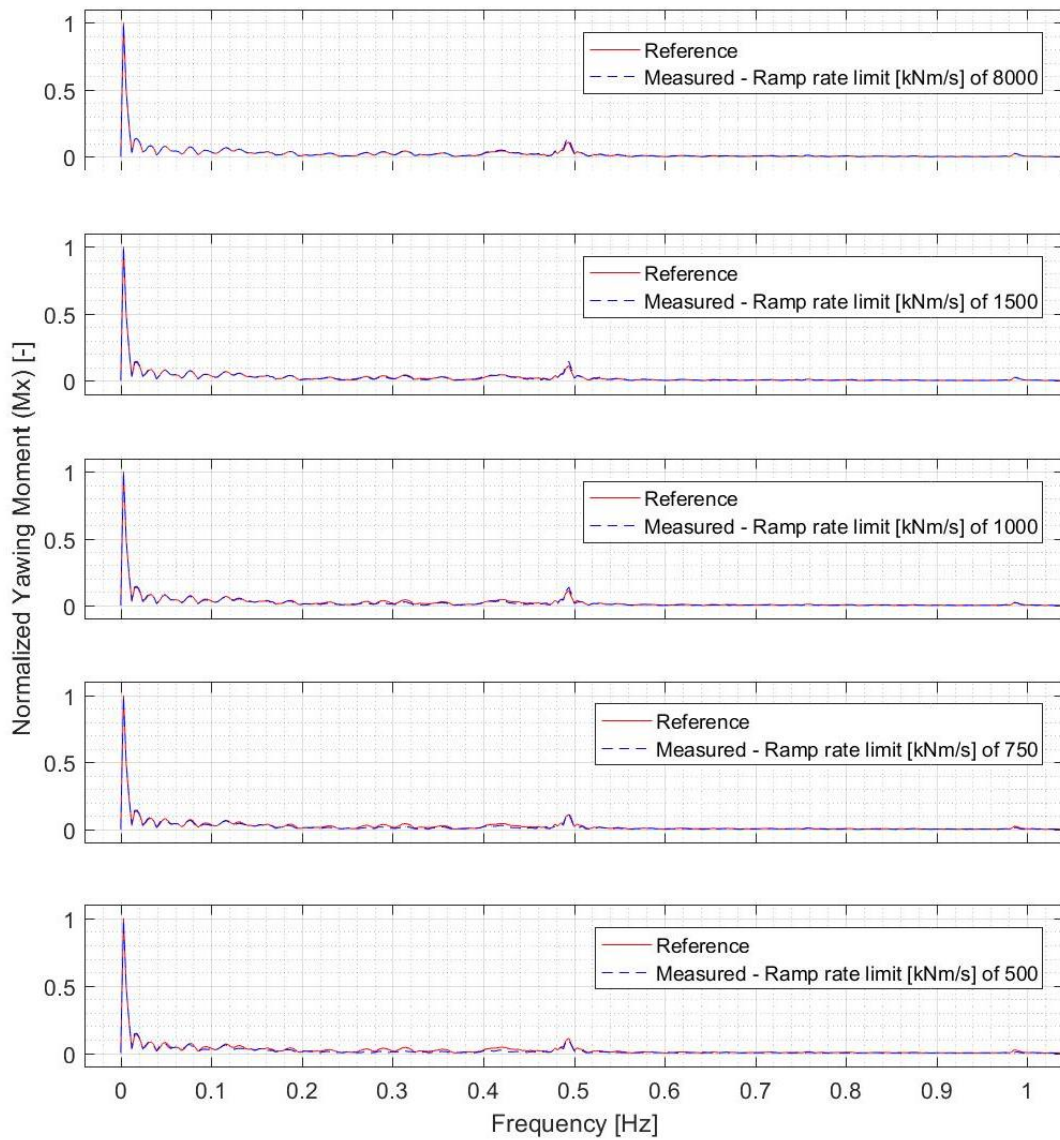 1
0.5
0
Reference
Measured - Ramp rate limit [kNm/s] of 8000
1
0.5
0
Reference
Measured - Ramp rate limit [kNm/s] of 1500
Normalized Yawing Moment (Mx) [-]
1
0.5
0
Reference
Measured - Ramp rate limit [kNm/s] of 1000
1
0.5
0
Reference
Measured - Ramp rate limit [kNm/s] of 750
1
0.5
0
Reference
Measured - Ramp rate limit [kNm/s] of 500
0 0.1 0.2 0.3 0.4 0.5 0.6 0.7 0.8 0.9 1
Frequency [Hz]